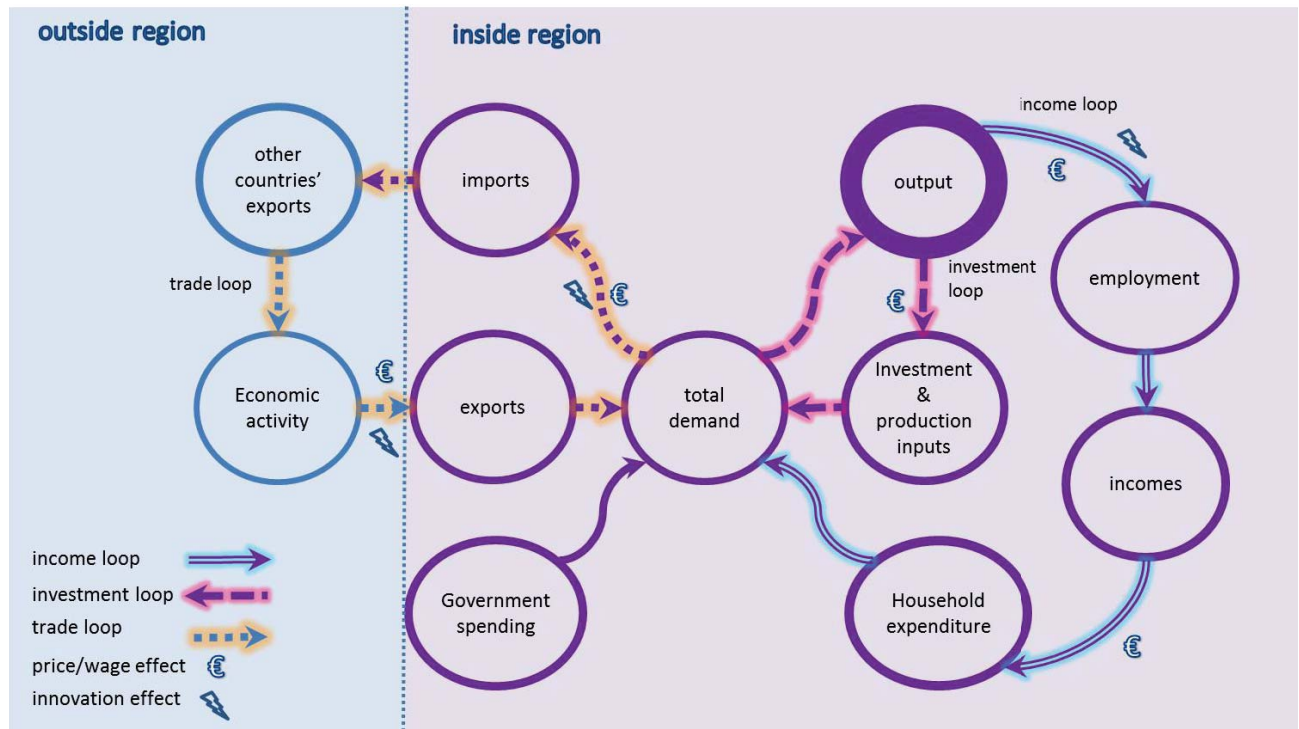 outside region
inside region
other
countries'
exports
imports
output
income loop
€
employment
trade loop
€
€
investment
loop
Economic
activity
€
exports
total
demand
Investment
&
production
inputs
incomes
income loop
investment loop
trade loop
price/wage effect €
innovation effect
Government
spending
Household
expenditure
€